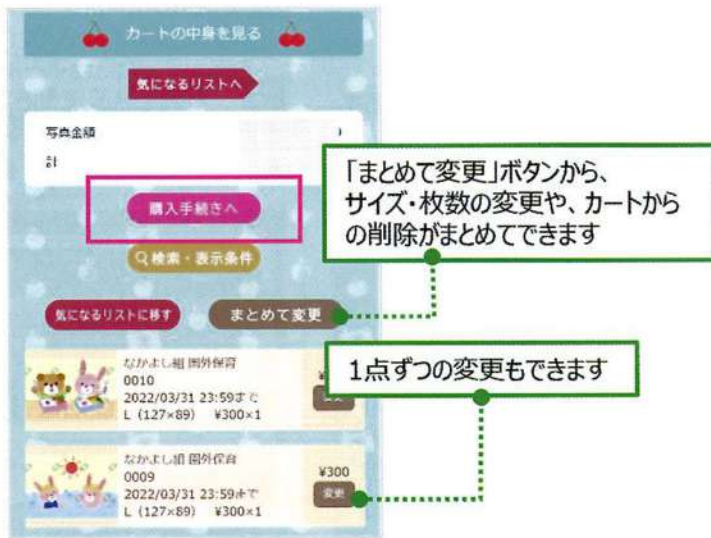 カートの中身を見る
気になるリストへ
写真金額
計
購入手続きへ
検索・表示条件
気になるリストに移す
まとめて変更
「まとめて変更」ボタンから、
サイズ・枚数の変更や、カートから
の削除がまとめてできます
なかよし組 園外保育
0010
2022/03/31 23:59まで
L（127×89） ¥300×1
1点ずつの変更もできます
なかよし組 園外保育
0009
2022/03/31 23:59まで
L（127×89） ¥300×1
¥300
変更